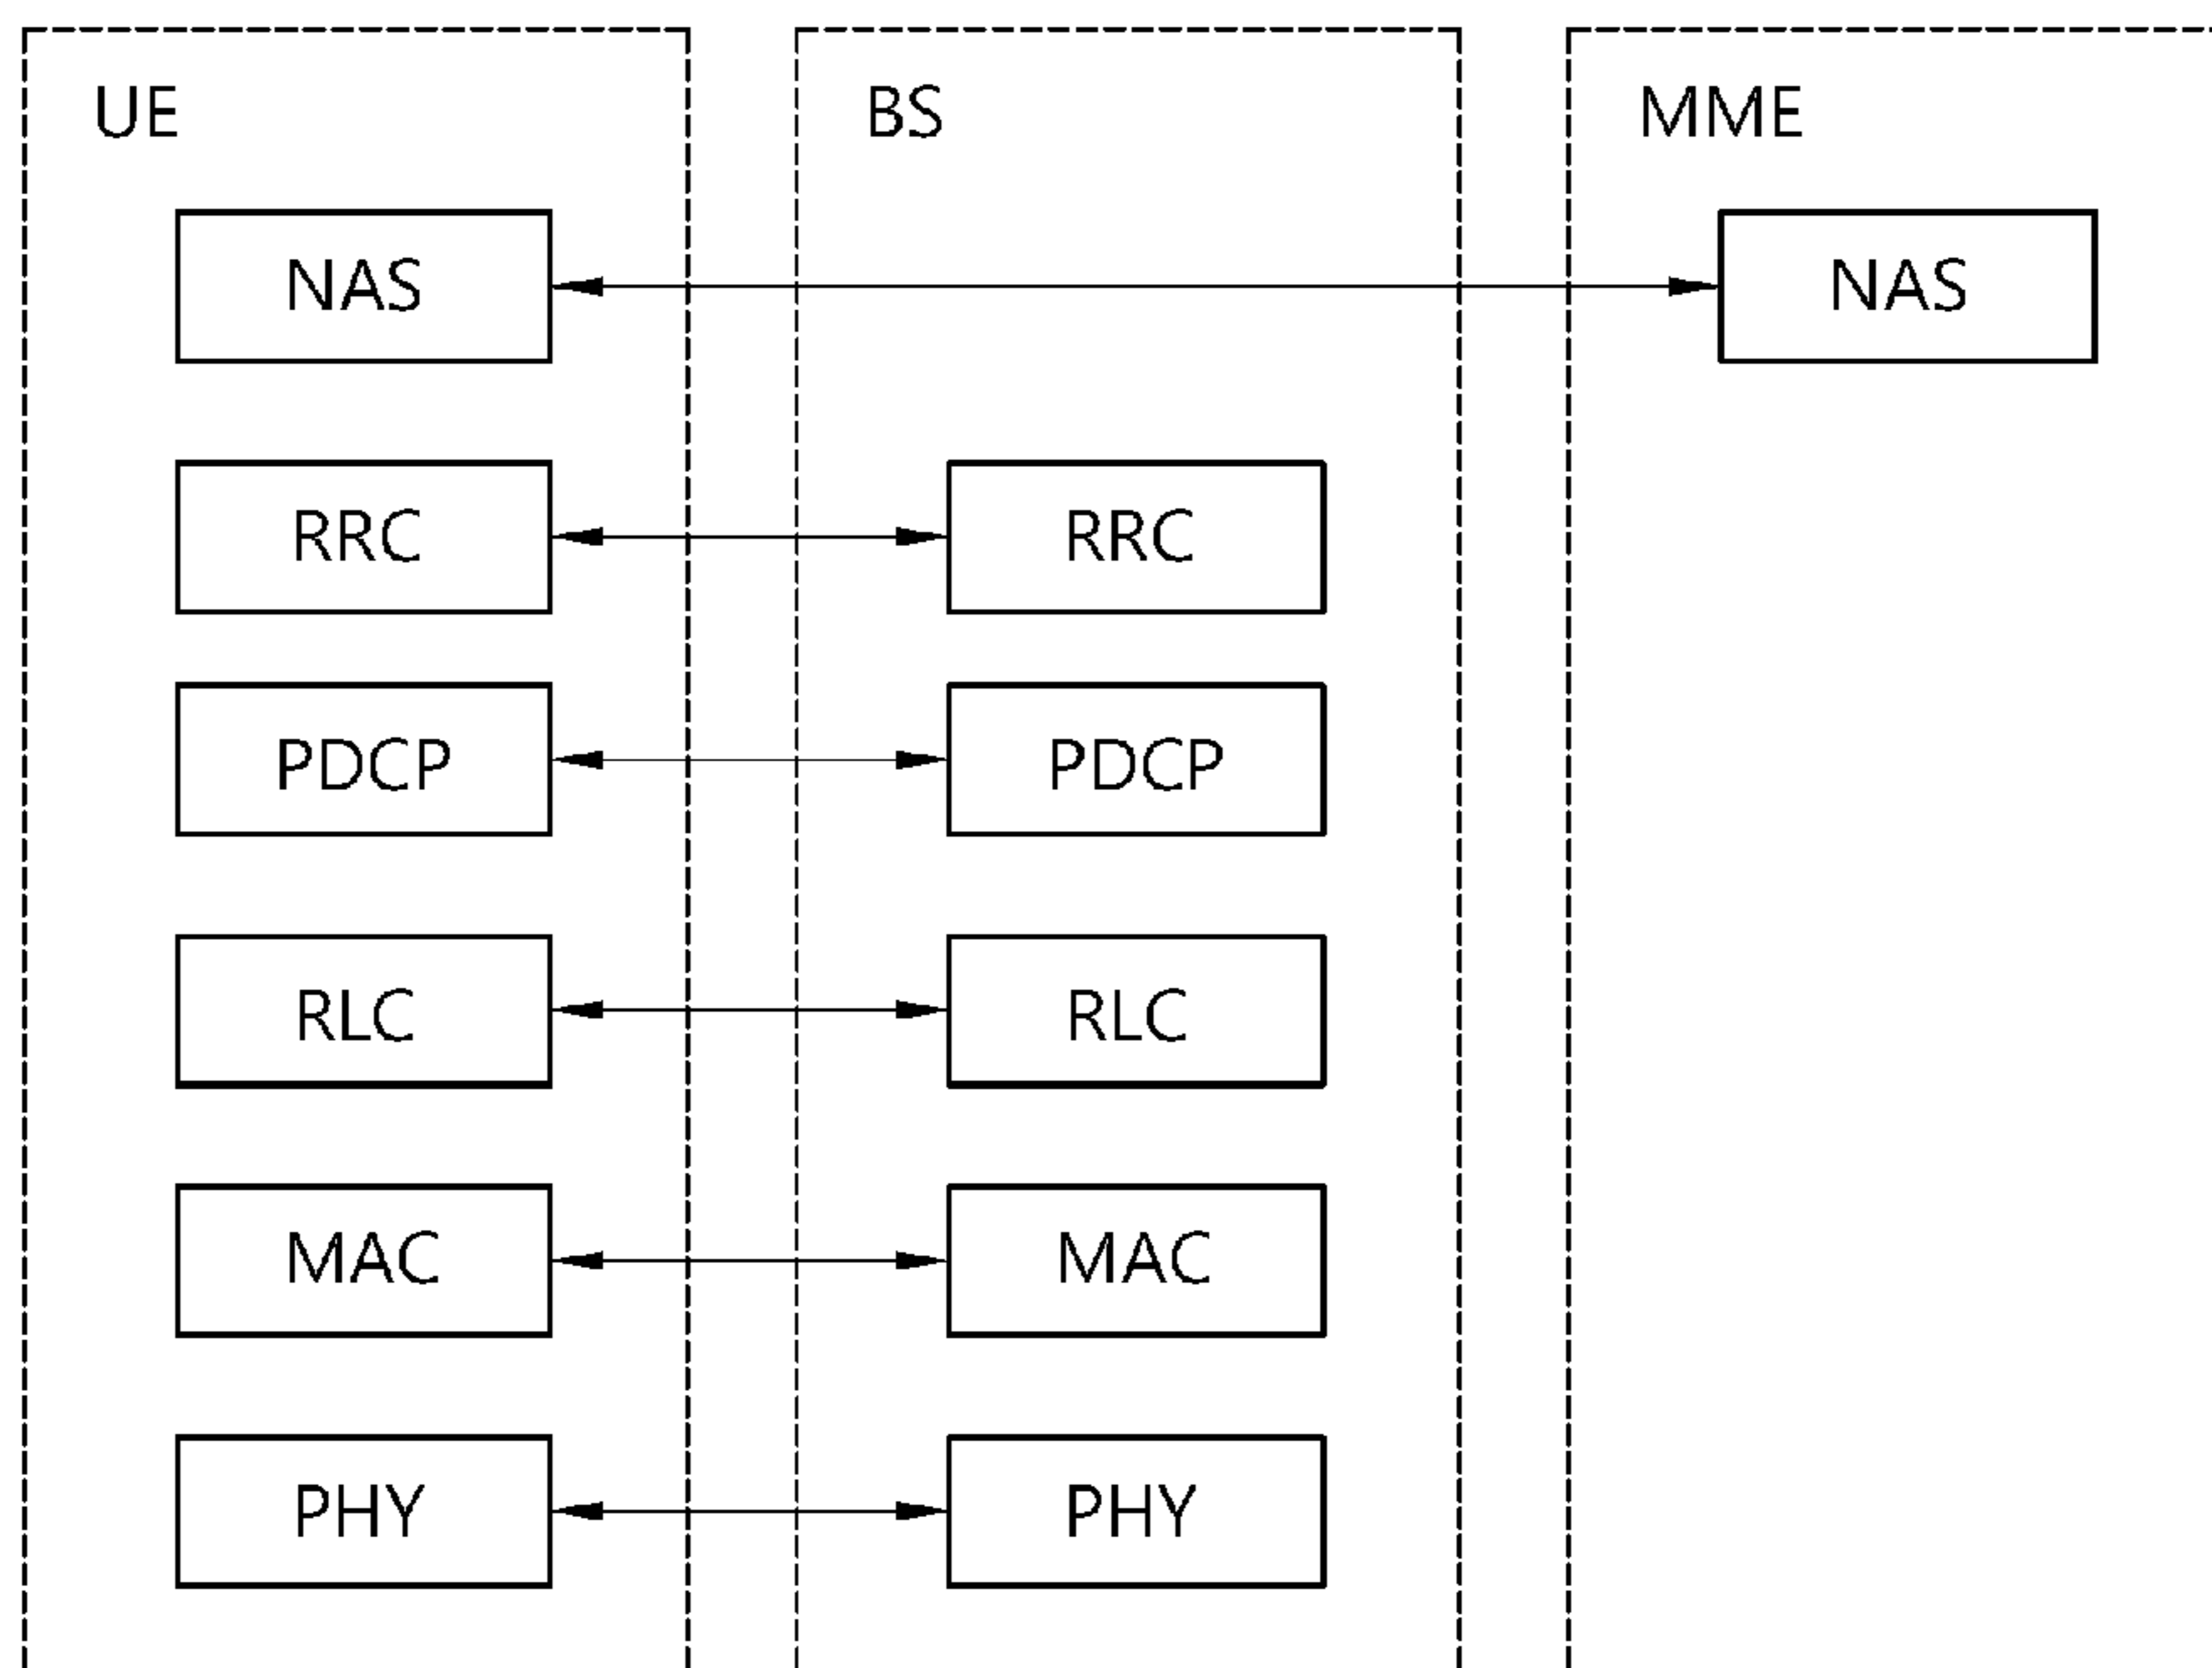 UE BS MME
NAS NAS
RRC RRC
PDCP PDCP
RLC RLC
MAC MAC
PHY PHY